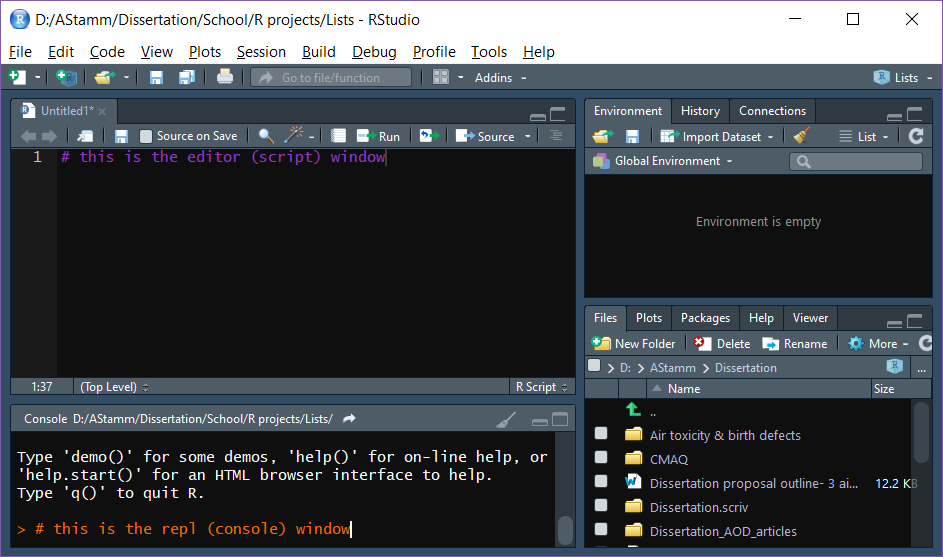 D:/AStamm/Dissertation/School/R projects/Lists - RStudio
File Edit Code View Plots Session Build Debug Profile Tools Help
Go to file/function Addins Lists
Untitled1*
Source on Save Run Source
1 # this is the editor (script) window
1:37 (Top Level) R Script
Console D:/AStamm/Dissertation/School/R projects/Lists/
Type 'demo()' for some demos, 'help()' for on-line help, or
'help.start()' for an HTML browser interface to help.
Type 'q()' to quit R.
> # this is the repl (console) window
Environment History Connections
Import Dataset List
Global Environment
Environment is empty
Files Plots Packages Help Viewer
New Folder Delete Rename More
D: AStamm Dissertation ...
Name Size
..
Air toxicity & birth defects
CMAQ
Dissertation proposal outline- 3 ai... 12.2 KB
Dissertation.scriv
Dissertation_AOD_articles